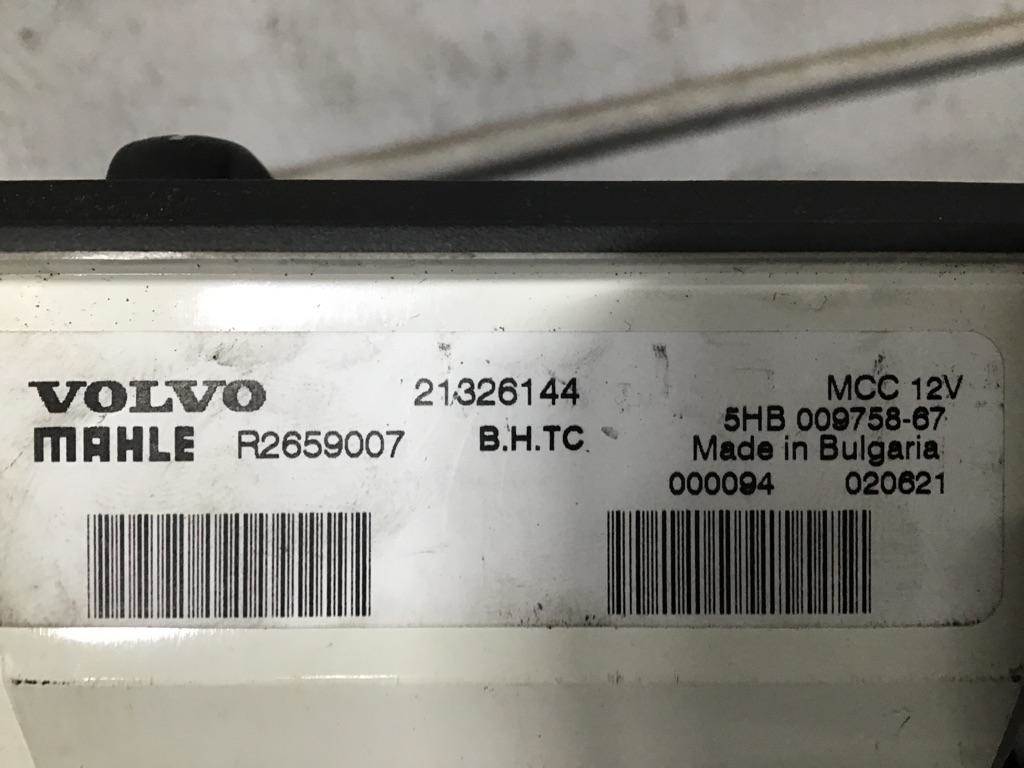 VOLVO 21326144 MCC 12V
5HB 009758-67
MAHLE R2659007 B.H.TC Made in Bulgaria
000094 020621